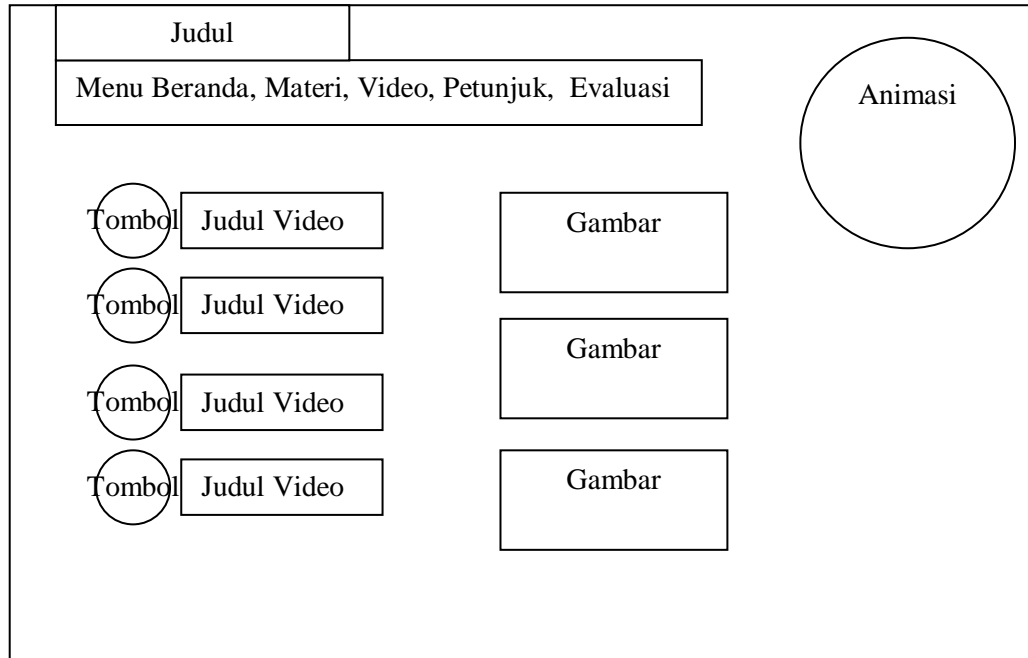 Judul
Menu Beranda, Materi, Video, Petunjuk, Evaluasi
Animasi
Tombol Judul Video
Gambar
Tombol Judul Video
Gambar
Tombol Judul Video
Tombol Judul Video
Gambar